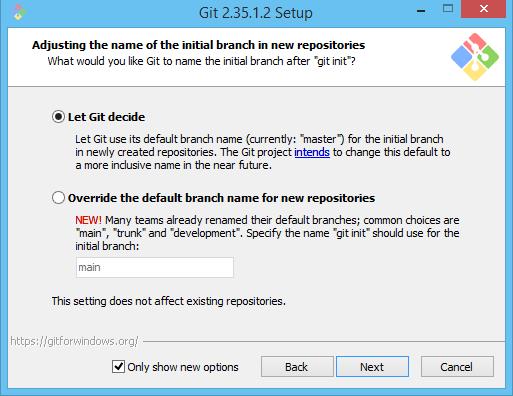 Git 2.35.1.2 Setup
Adjusting the name of the initial branch in new repositories
What would you like Git to name the initial branch after "git init"?
Let Git decide
Let Git use its default branch name (currently: "master") for the initial branch
in newly created repositories. The Git project intends to change this default to
a more inclusive name in the near future.
Override the default branch name for new repositories
NEW! Many teams already renamed their default branches; common choices are
"main", "trunk" and "development". Specify the name "git init" should use for the
initial branch:
main
This setting does not affect existing repositories.
https://gitforwindows.org/
Only show new options
Back
Next
Cancel